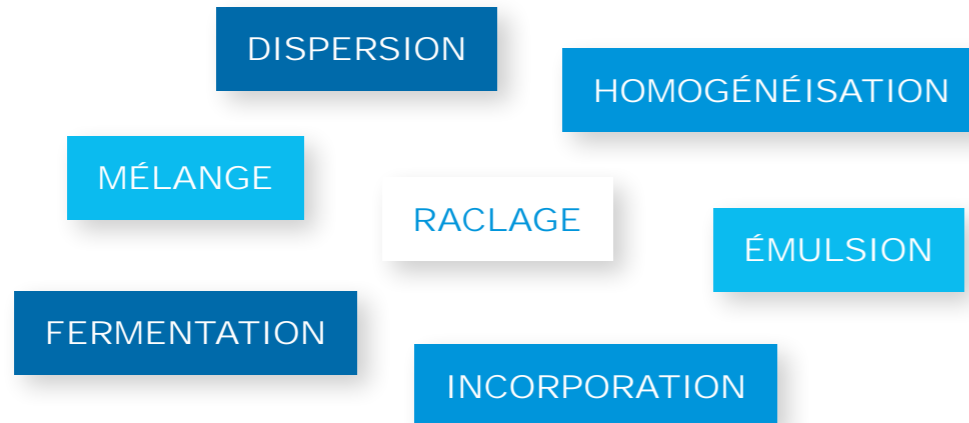 DISPERSION
HOMOGÉNÉISATION
MÉLANGE
RACLAGE
ÉMULSION
FERMENTATION
INCORPORATION